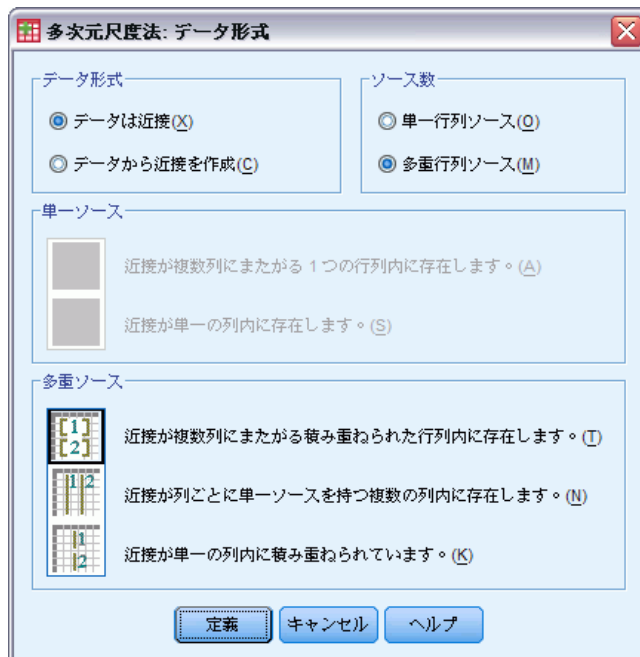 多次元尺度法: データ形式
データ形式
データは近接(X)
データから近接を作成(C)
ソース数
単一行列ソース(O)
多重行列ソース(M)
単一ソース
近接が複数列にまたがる 1 つの行列内に存在します。(A)
近接が単一の列内に存在します。(S)
多重ソース
[1]
[2]
近接が複数列にまたがる積み重ねられた行列内に存在します。(T)
1 2
近接が列ごとに単一ソースを持つ複数の列内に存在します。(N)
1
2
近接が単一の列内に積み重ねられています。(K)
定義 キャンセル ヘルプ